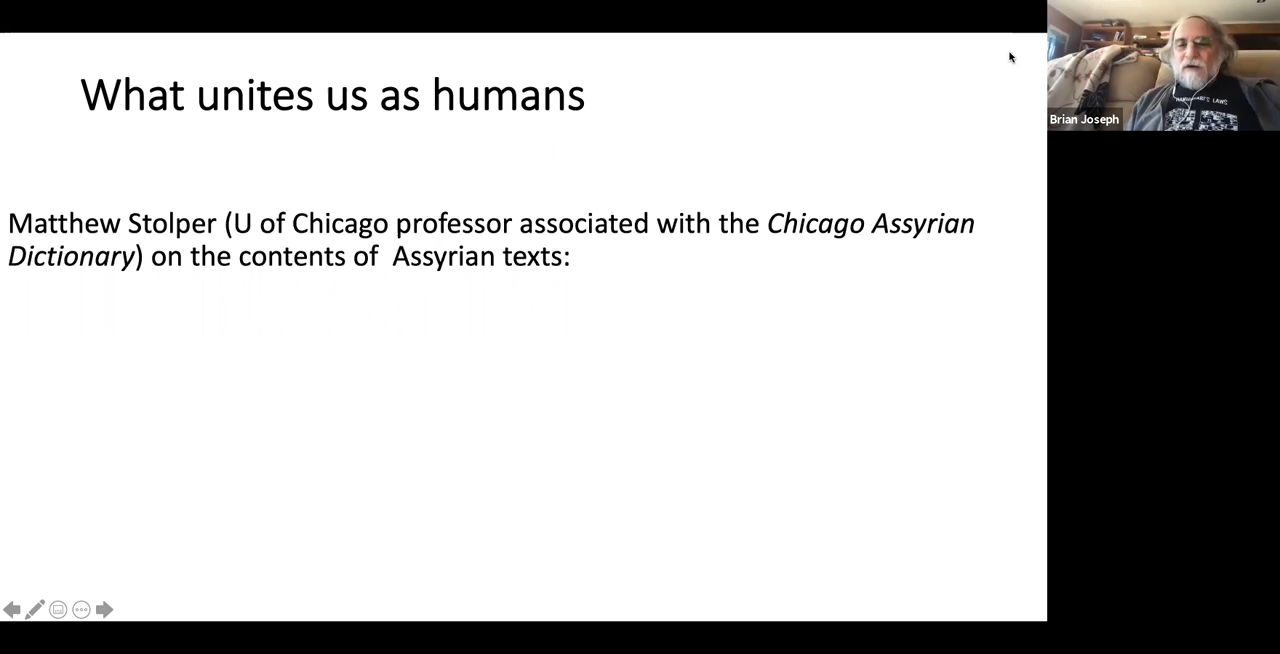 What unites us as humans
Matthew Stolper (U of Chicago professor associated with the Chicago Assyrian
Dictionary) on the contents of  Assyrian texts:
Brian Joseph
LAWS